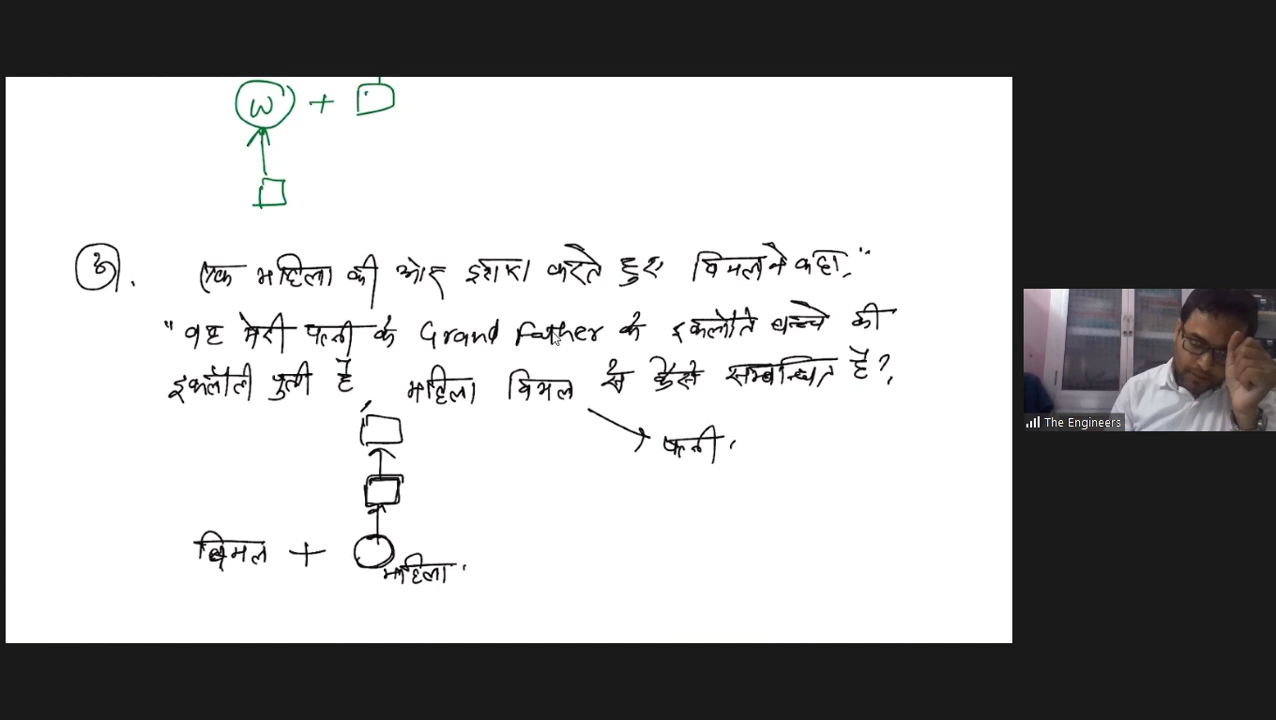 W + 
③. एक महिला की ओर इशारा करते हुए विमल ने कहा, "
" वह मेरी पत्नी के Grand Father के इकलौते बच्चे की
इकलौती पुत्री है महिला विमल से कैसे सम्बन्धित है?
पत्नी.
विमल + महिला.
The Engineers